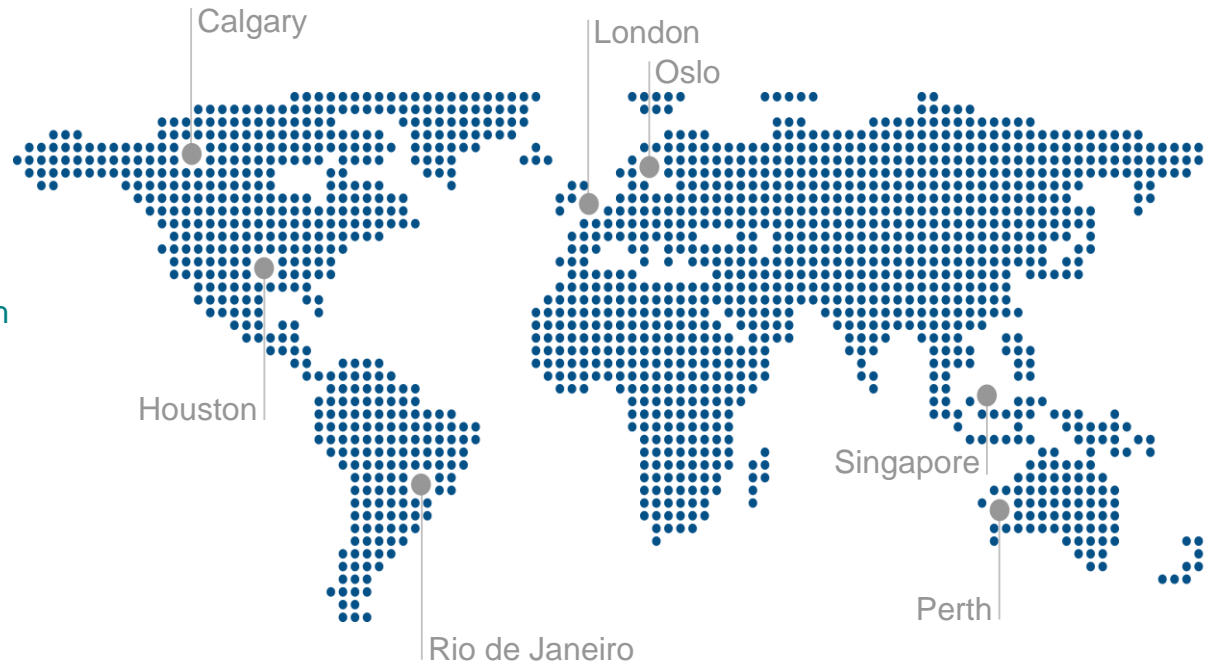 Calgary
London
Oslo
n
Houston
Singapore
Perth
Rio de Janeiro